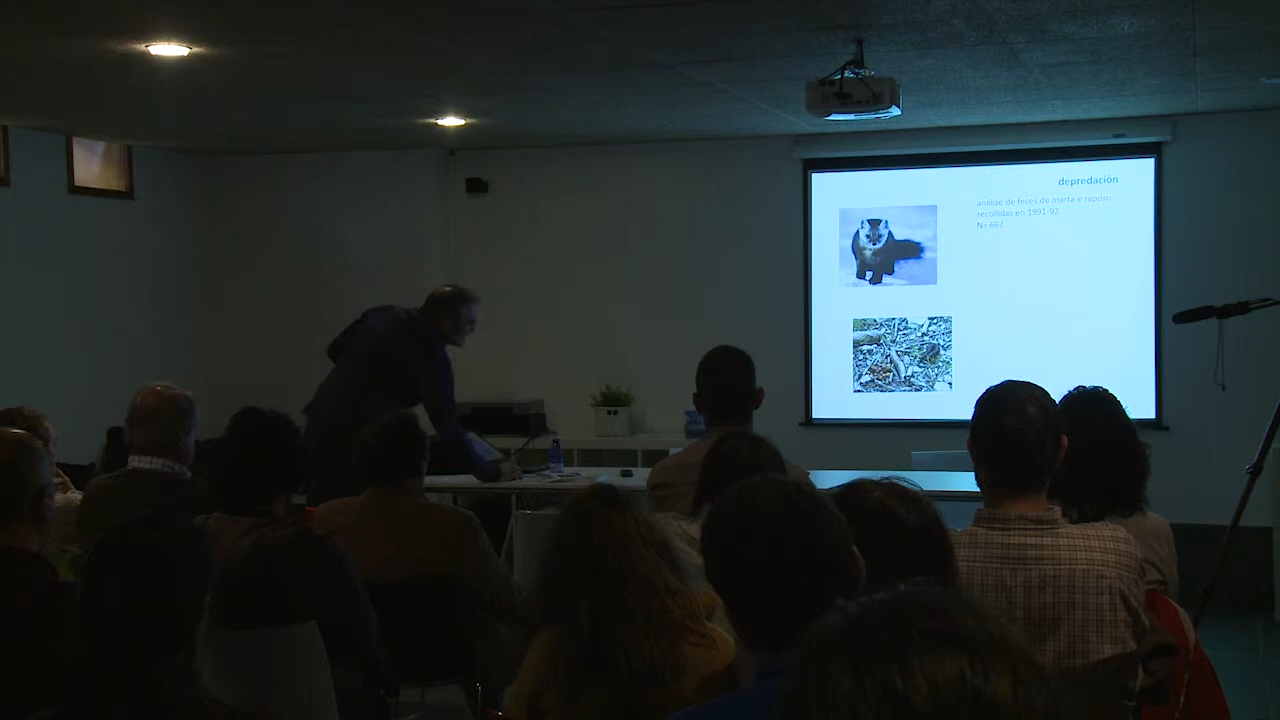 depredación
análise de feces de marta e raposo
recollidas en 1991-92
N= 667